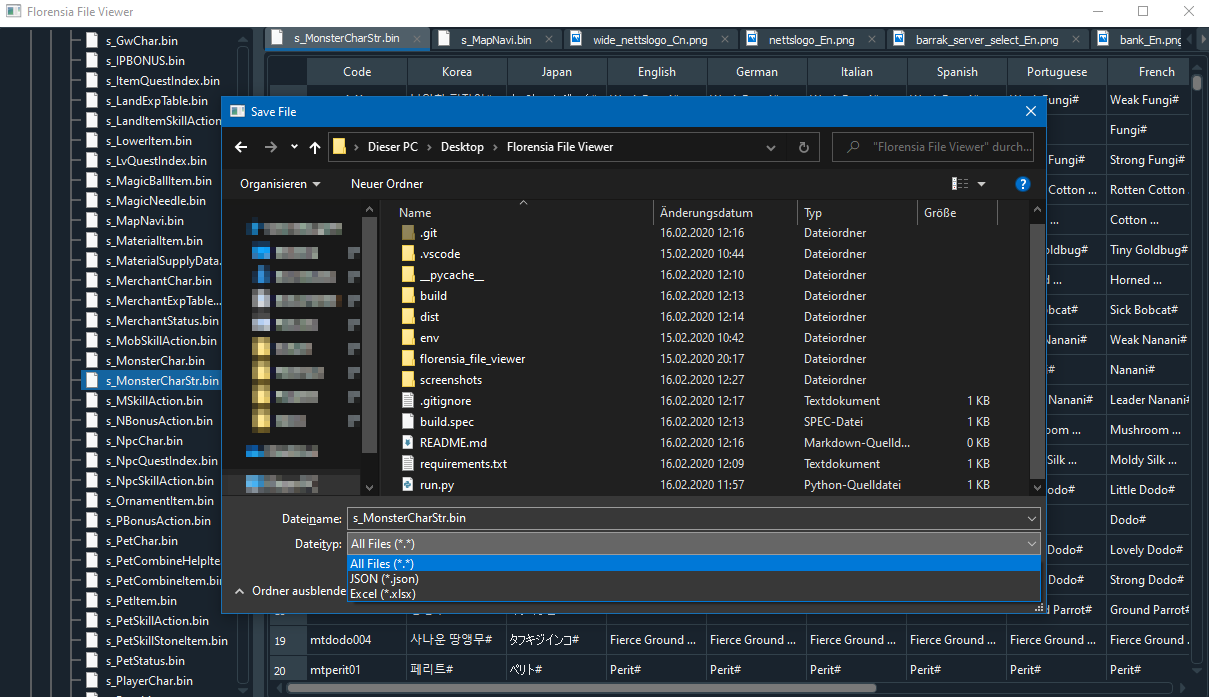 Florensia File Viewer
s_GwChar.bin
s_IPBONUS.bin
s_ItemQuestIndex.bin
s_LandExpTable.bin
s_LandItemSkillAction
s_LowerItem.bin
s_LvQuestIndex.bin
s_MagicBallItem.bin
s_MagicNeedle.bin
s_MapNavi.bin
s_MaterialItem.bin
s_MaterialSupplyData.
s_MerchantChar.bin
s_MerchantExpTable...
s_MerchantStatus.bin
s_MobSkillAction.bin
s_MonsterChar.bin
s_MonsterCharStr.bin
s_MSkillAction.bin
s_NBonusAction.bin
s_NpcChar.bin
s_NpcQuestIndex.bin
s_NpcSkillAction.bin
s_OrnamentItem.bin
s_PBonusAction.bin
s_PetChar.bin
s_PetCombineHelpIte
s_PetCombineItem.bin
s_PetItem.bin
s_PetSkillAction.bin
s_PetSkillStoneItem.bin
s_PetStatus.bin
s_PlayerChar.bin
s_MonsterCharStr.bin × s_MapNavi.bin × wide_nettslogo_Cn.png × nettslogo_En.png × barrak_server_select_En.png × bank_En.png
Code Korea Japan English German Italian Spanish Portuguese French
Fungi# Weak Fungi#
Fungi#
Fungi# Strong Fungi#
Cotton ... Rotten Cotton
... Cotton ...
Goldbug# Tiny Goldbug#
... Horned ...
bcat# Sick Bobcat#
Nanani# Weak Nanani#
# Nanani#
Nanani# Leader Nanani#
oom ... Mushroom ...
Silk ... Moldy Silk ...
odo# Little Dodo#
Dodo#
Dodo# Lovely Dodo#
Dodo# Strong Dodo#
Parrot# Ground Parrot#
19 mtdodo004 사나운 땅앵무# タワキジインコ# Fierce Ground ... Fierce Ground ... Fierce Ground ... Fierce Ground ... Fierce Ground ... Fierce Ground .
20 mtperit01 페리트# ペリト# Perit# Perit# Perit# Perit# Perit# Perit#
Save File
Dieser PC › Desktop › Florensia File Viewer
"Florensia File Viewer" durch...
Organisieren Neuer Ordner
?
Name Änderungsdatum Typ Größe
.git 16.02.2020 12:16 Dateiordner
.vscode 15.02.2020 10:44 Dateiordner
__pycache__ 16.02.2020 12:10 Dateiordner
build 16.02.2020 12:13 Dateiordner
dist 16.02.2020 12:14 Dateiordner
env 15.02.2020 10:42 Dateiordner
florensia_file_viewer 15.02.2020 20:17 Dateiordner
screenshots 16.02.2020 12:27 Dateiordner
.gitignore 16.02.2020 12:17 Textdokument 1 KB
build.spec 16.02.2020 12:13 SPEC-Datei 1 KB
README.md 16.02.2020 12:16 Markdown-Quelld... 0 KB
requirements.txt 16.02.2020 12:09 Textdokument 1 KB
run.py 16.02.2020 11:57 Python-Quelldatei 1 KB
Dateiname: s_MonsterCharStr.bin
Dateityp: All Files (*.*)
All Files (*.*)
JSON (*.json)
Excel (*.xlsx)
Ordner ausblende